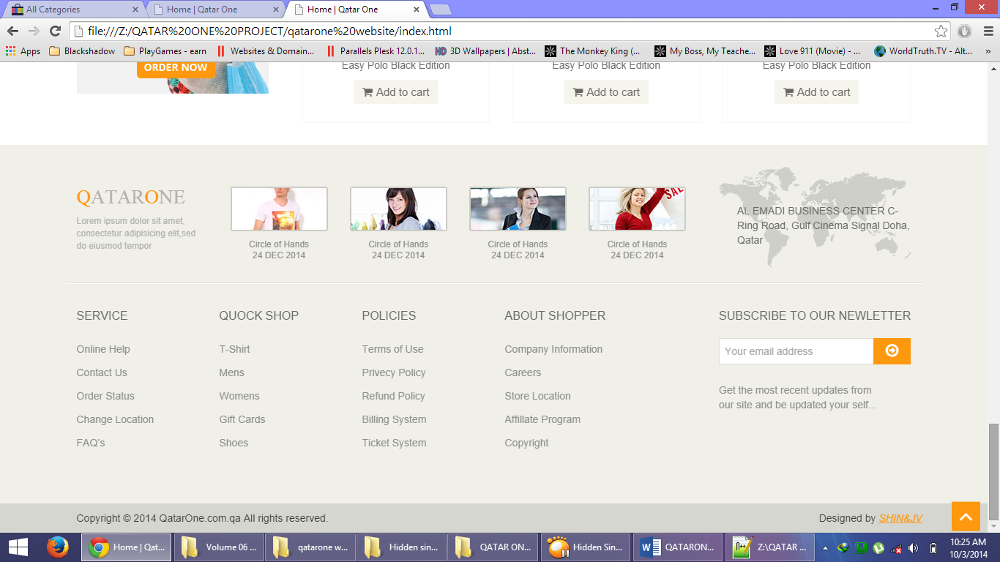 All Categories
Home | Qatar One
Home | Qatar One
file:///Z:/QATAR%20ONE%20PROJECT/qatarone%20website/index.html
Apps
Blackshadow
PlayGames - earn
Websites & Domain...
Parallels Plesk 12.0.1...
HD 3D Wallpapers | Abst...
The Monkey King (...
My Boss, My Teache...
Love 911 (Movie) - ...
WorldTruth.TV - Alt...
»
ORDER NOW
Easy Polo Black Edition
Easy Polo Black Edition
Easy Polo Black Edition
Add to cart
Add to cart
Add to cart
QATARONE
Lorem ipsum dolor sit amet,
consectetur adipisicing elit,sed
do eiusmod tempor
SALE
Circle of Hands
24 DEC 2014
Circle of Hands
24 DEC 2014
Circle of Hands
24 DEC 2014
Circle of Hands
24 DEC 2014
AL EMADI BUSINESS CENTER C-
Ring Road, Gulf Cinema Signal Doha,
Qatar
SERVICE
Online Help
Contact Us
Order Status
Change Location
FAQ's
QUOCK SHOP
T-Shirt
Mens
Womens
Gift Cards
Shoes
POLICIES
Terms of Use
Privecy Policy
Refund Policy
Billing System
Ticket System
ABOUT SHOPPER
Company Information
Careers
Store Location
Affillate Program
Copyright
SUBSCRIBE TO OUR NEWLETTER
Your email address
Get the most recent updates from
our site and be updated your self...
Copyright © 2014 QatarOne.com.qa All rights reserved.
Designed by SHIN&JV
Home | Qat...
Volume 06 ...
qatarone w...
Hidden sin...
QATAR ON...
Hidden Sin...
QATARON...
Z:\QATAR ...
10:25 AM
10/3/2014